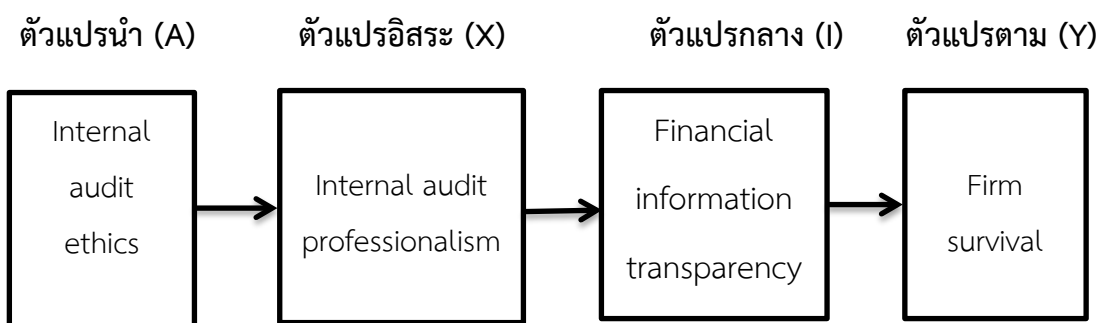 ตัวแปรนำ (A)
ตัวแปรอิสระ (X)
ตัวแปรกลาง (I)
ตัวแปรตาม (Y)
Internal
audit
ethics
Internal audit
professionalism
Financial
information
transparency
Firm
survival